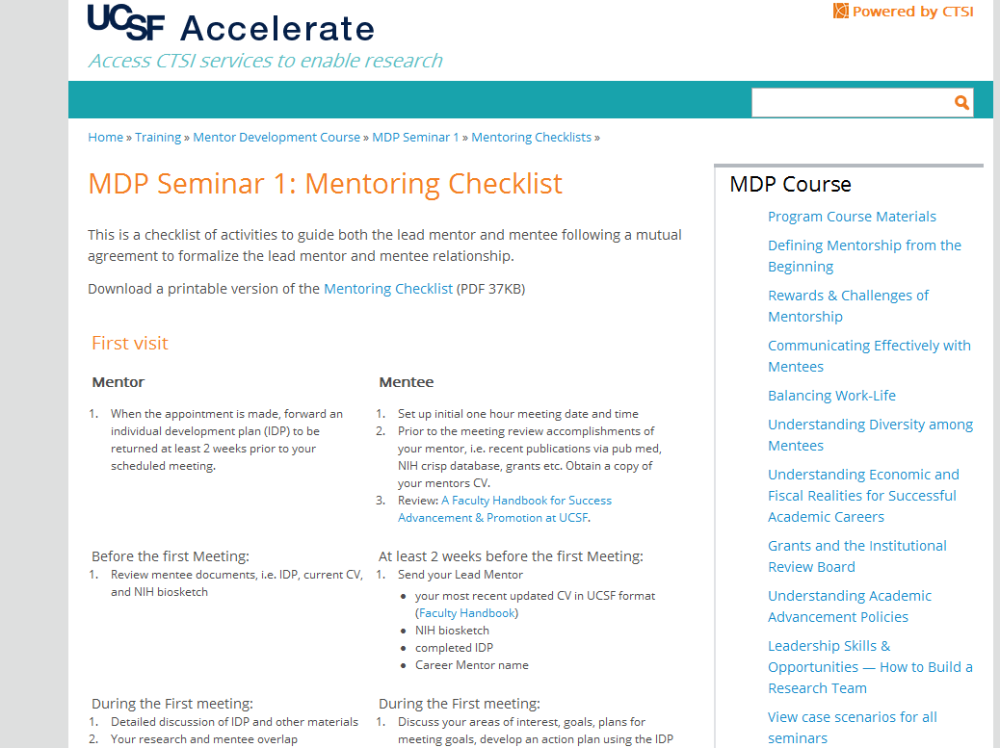 UCSF Accelerate
Powered by CTSI
Access CTSI services to enable research
Home » Training » Mentor Development Course » MDP Seminar 1 » Mentoring Checklists »
MDP Seminar 1: Mentoring Checklist
This is a checklist of activities to guide both the lead mentor and mentee following a mutual
agreement to formalize the lead mentor and mentee relationship.
Download a printable version of the Mentoring Checklist (PDF 37KB)
First visit
Mentor
1. When the appointment is made, forward an
individual development plan (IDP) to be
returned at least 2 weeks prior to your
scheduled meeting.
Mentee
1. Set up initial one hour meeting date and time
2. Prior to the meeting review accomplishments of
your mentor, i.e. recent publications via pub med,
NIH crisp database, grants etc. Obtain a copy of
your mentors CV.
3. Review: A Faculty Handbook for Success
Advancement & Promotion at UCSF.
Before the first Meeting:
1. Review mentee documents, i.e. IDP, current CV,
and NIH biosketch
At least 2 weeks before the first Meeting:
1. Send your Lead Mentor
• your most recent updated CV in UCSF format
(Faculty Handbook)
• NIH biosketch
• completed IDP
• Career Mentor name
During the First meeting:
1. Detailed discussion of IDP and other materials
2. Your research and mentee overlap
During the First meeting:
1. Discuss your areas of interest, goals, plans for
meeting goals, develop an action plan using the IDP
MDP Course
Program Course Materials
Defining Mentorship from the
Beginning
Rewards & Challenges of
Mentorship
Communicating Effectively with
Mentees
Balancing Work-Life
Understanding Diversity among
Mentees
Understanding Economic and
Fiscal Realities for Successful
Academic Careers
Grants and the Institutional
Review Board
Understanding Academic
Advancement Policies
Leadership Skills &
Opportunities — How to Build a
Research Team
View case scenarios for all
seminars